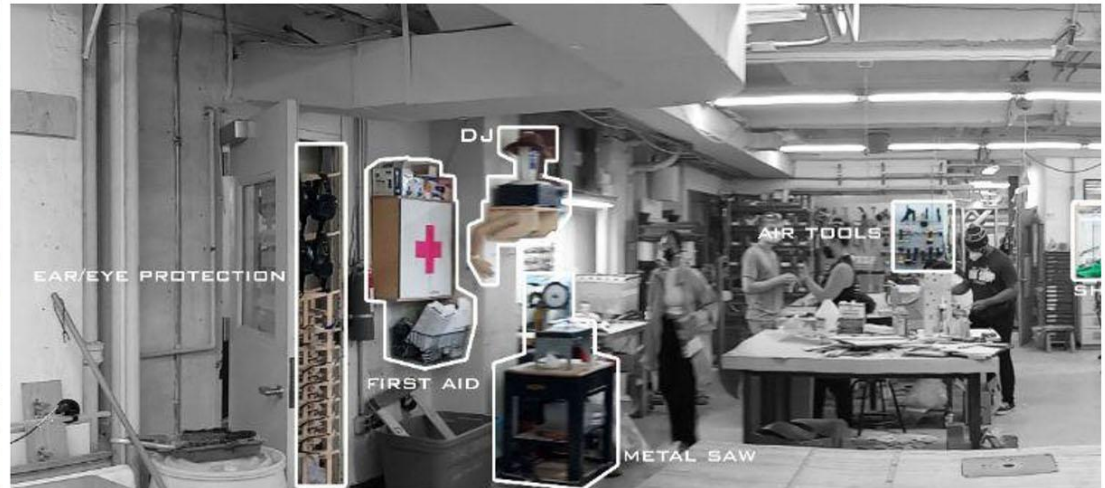 DJ
AIR TOOLS
EAR/EYE PROTECTION
FIRST AID
METAL SAW